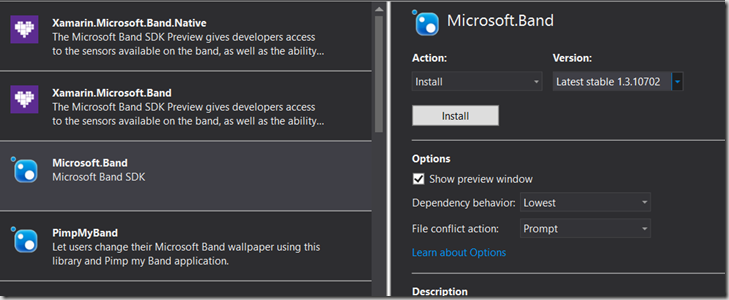 Xamarin.Microsoft.Band.Native
The Microsoft Band SDK Preview gives developers access
to the sensors available on the band, as well as the ability...
Xamarin.Microsoft.Band
The Microsoft Band SDK Preview gives developers access
to the sensors available on the band, as well as the ability...
Microsoft.Band
Microsoft Band SDK
PimpMyBand
Let users change their Microsoft Band wallpaper using this
library and Pimp my Band application.
Microsoft.Band
Action: Version:
Install Latest stable 1.3.10702
Install
Options
Show preview window
Dependency behavior: Lowest
File conflict action: Prompt
Learn about Options
Description